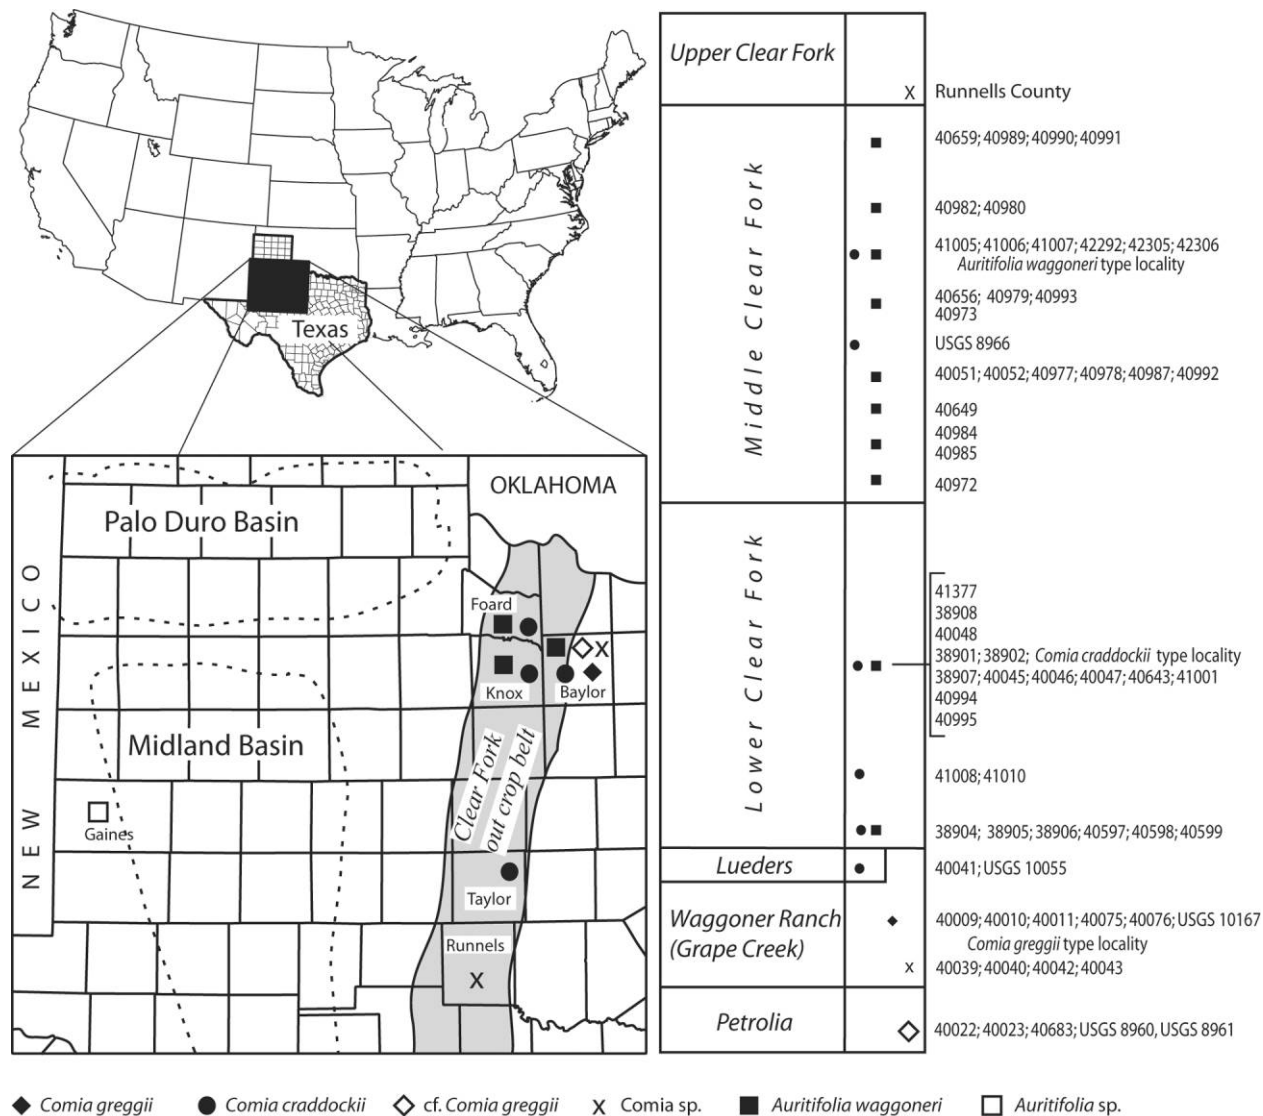 Texas
OKLAHOMA
Palo Duro Basin
NEW MEXICO
Foard
Knox
Baylor
Midland Basin
Clear Fork
out crop belt
Gaines
Taylor
Runnels
X
X
Upper Clear Fork
X Runnells County
Middle Clear Fork
40659; 40989; 40990; 40991
40982; 40980
41005; 41006; 41007; 42292; 42305; 42306
Auritifolia waggoneri type locality
40656; 40979; 40993
40973
USGS 8966
40051; 40052; 40977; 40978; 40987; 40992
40649
40984
40985
40972
Lower Clear Fork
41377
38908
40048
38901; 38902; Comia craddockii type locality
38907; 40045; 40046; 40047; 40643; 41001
40994
40995
41008; 41010
38904; 38905; 38906; 40597; 40598; 40599
Lueders
40041; USGS 10055
Waggoner Ranch
(Grape Creek)
40009; 40010; 40011; 40075; 40076; USGS 10167
Comia greggii type locality
X 40039; 40040; 40042; 40043
Petrolia
40022; 40023; 40683; USGS 8960, USGS 8961
Comia greggii Comia craddockii cf. Comia greggii X Comia sp. Auritifolia waggoneri Auritifolia sp.